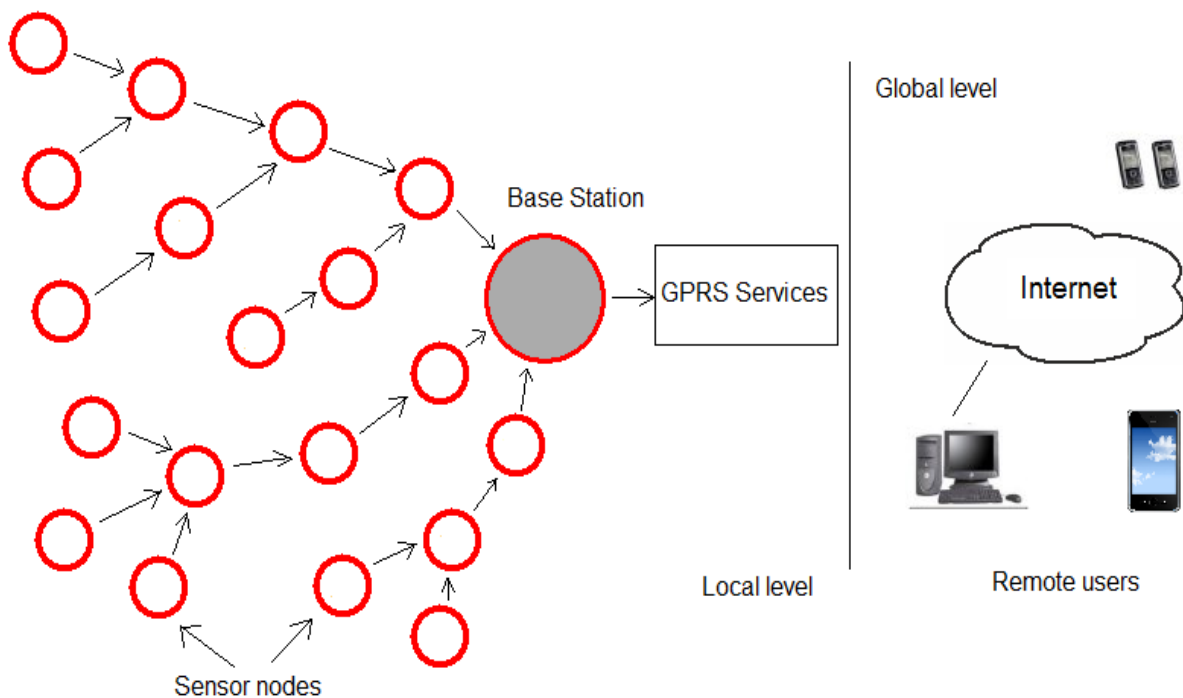 Global level
Base Station
GPRS Services
Internet
Local level
Remote users
Sensor nodes